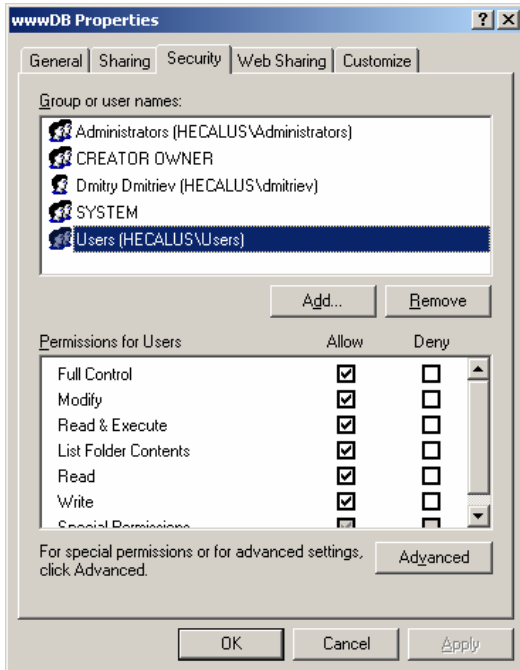 wwwDB Properties
General Sharing Security Web Sharing Customize
Group or user names:
Administrators (HECALUS\Administrators)
CREATOR OWNER
Dmitry Dmitriev (HECALUS\dmitriev)
SYSTEM
Users (HECALUS\Users)
Add... Remove
Permissions for Users Allow Deny
Full Control
Modify
Read & Execute
List Folder Contents
Read
Write
Special Permissions
For special permissions or for advanced settings,
click Advanced.
Advanced
OK Cancel Apply